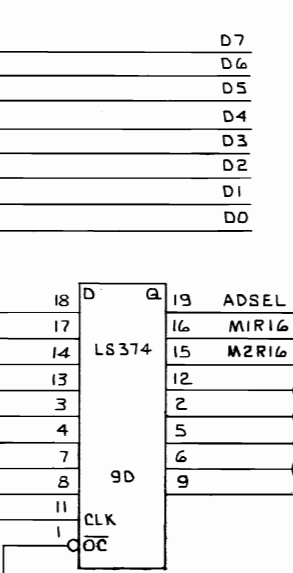 D7
D6
D5
D4
D3
D2
D1
D0
D Q
18 19 ADSEL
17 16 M1R16
14 LS374 15 M2R16
13 12
3 2
4 5
7 6
8 9D 9
11 CLK
1 OC